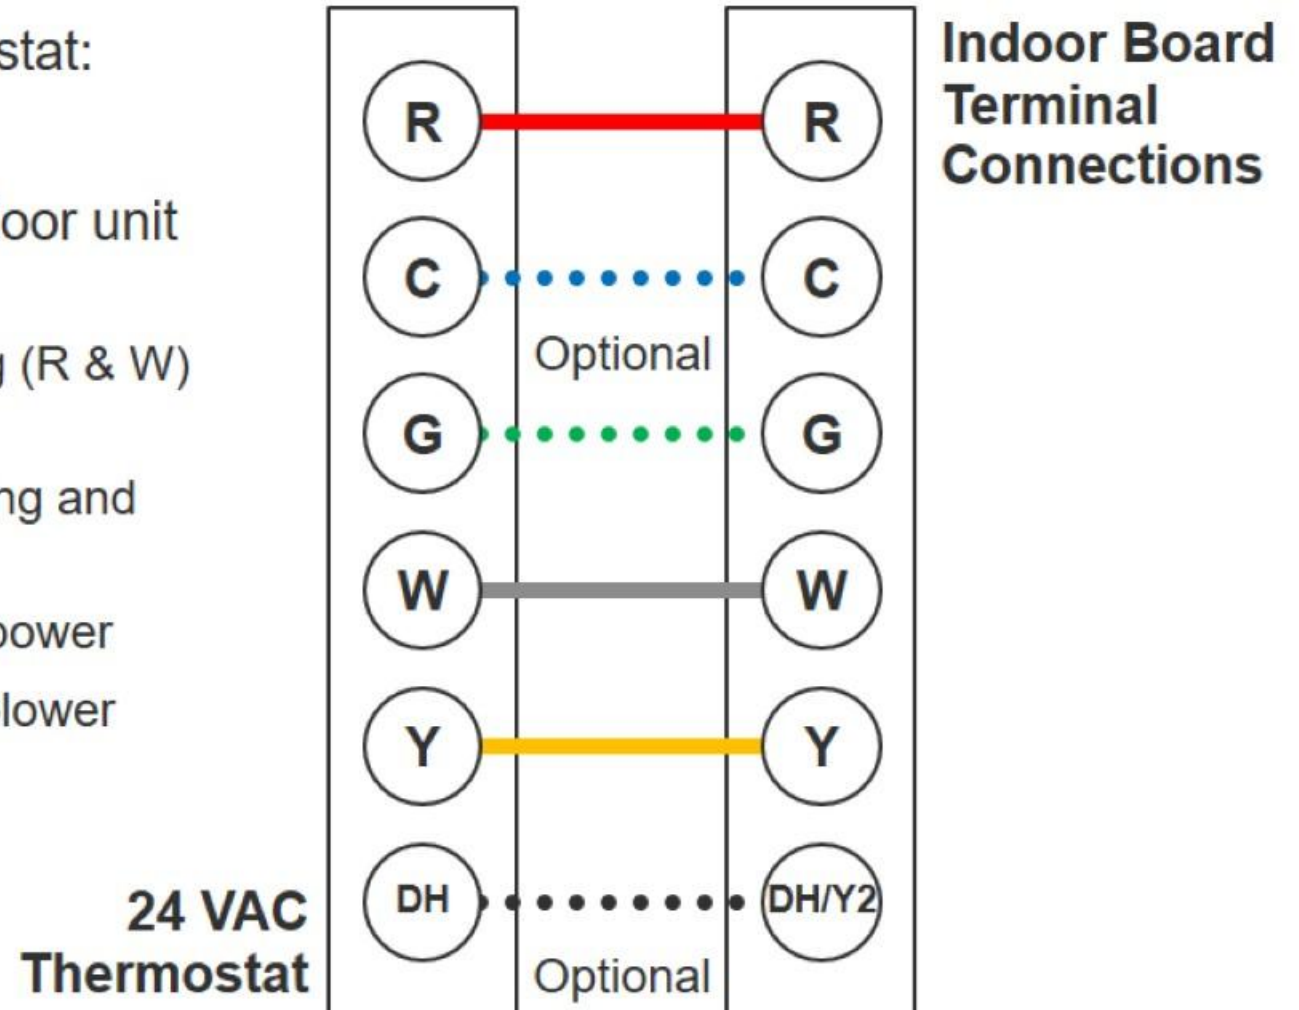 stat:
oor unit
(R & W)
ng and
power
lower
24 VAC
Thermostat
R
R
C
C
Optional
G
G
W
W
Y
Y
DH
DH/Y2
Optional
Indoor Board
Terminal
Connections